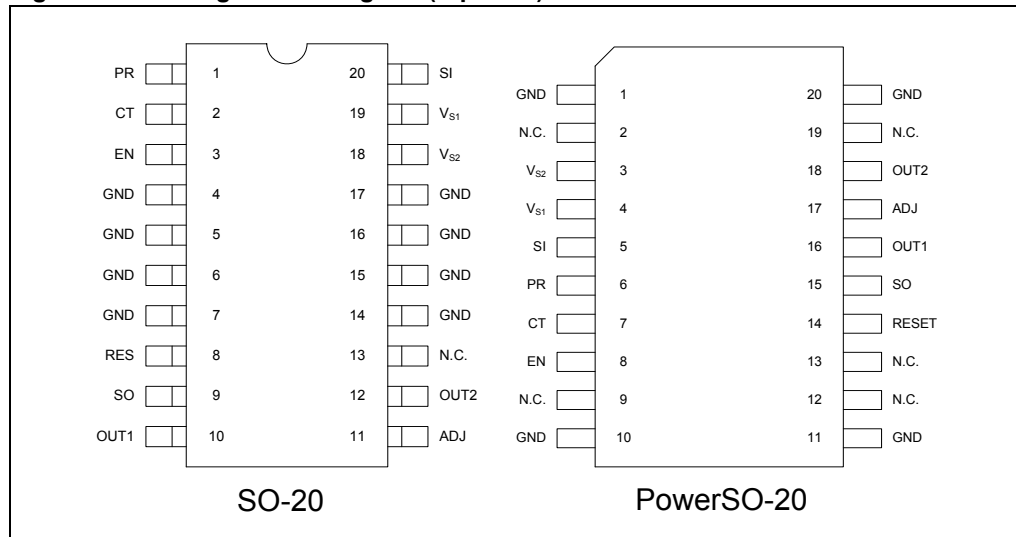 PR 1 20 SI
CT 2 19 VS1
EN 3 18 VS2
GND 4 17 GND
GND 5 16 GND
GND 6 15 GND
GND 7 14 GND
RES 8 13 N.C.
SO 9 12 OUT2
OUT1 10 11 ADJ
SO-20
GND 1 20 GND
N.C. 2 19 N.C.
VS2 3 18 OUT2
VS1 4 17 ADJ
SI 5 16 OUT1
PR 6 15 SO
CT 7 14 RESET
EN 8 13 N.C.
N.C. 9 12 N.C.
GND 10 11 GND
PowerSO-20